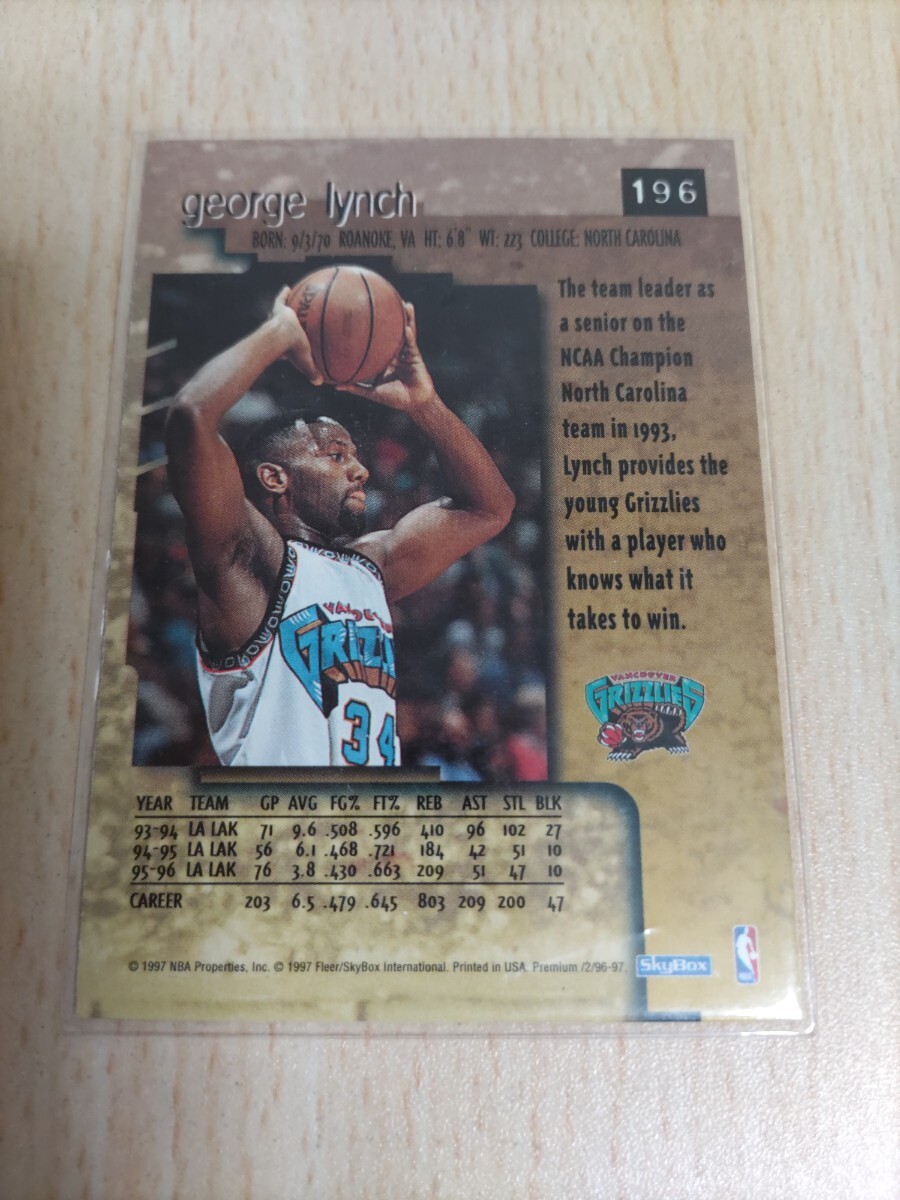 george lynch
196
BORN: 9/3/70 ROANOKE, VA HT: 6'8" WT: 223 COLLEGE: NORTH CAROLINA
The team leader as
a senior on the
NCAA Champion
North Carolina
team in 1993,
Lynch provides the
young Grizzlies
with a player who
knows what it
takes to win.
GRIZZ
34
VANCOUVER
GRIZZLIES
YEAR TEAM GP AVG FG% FT% REB AST STL BLK
93-94 LA LAK 71 9.6 .508 .596 410 96 102 27
94-95 LA LAK 56 6.1 .468 .721 184 42 51 10
95-96 LA LAK 76 3.8 .430 .663 209 51 47 10
CAREER 203 6.5 .479 .645 803 209 200 47
© 1997 NBA Properties, Inc. © 1997 Fleer/SkyBox International. Printed in USA. Premium /2/96-97.
SkyBox